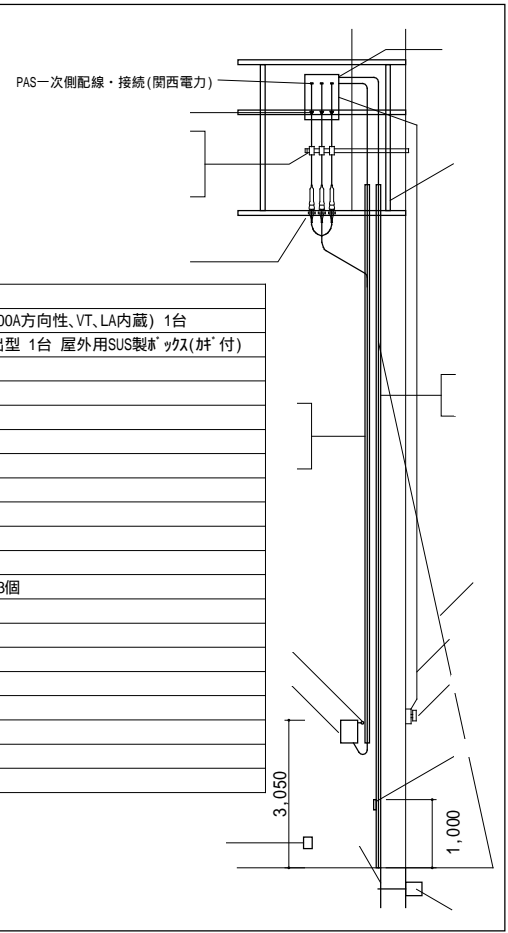 PAS一次側配線・接続(関西電力)
00A方向性、VT、LA内蔵) 1台
出型 1台 屋外用SUS製ﾎﾞｯｸｽ(ｶｷﾞ付)
3個
3,050
1,000